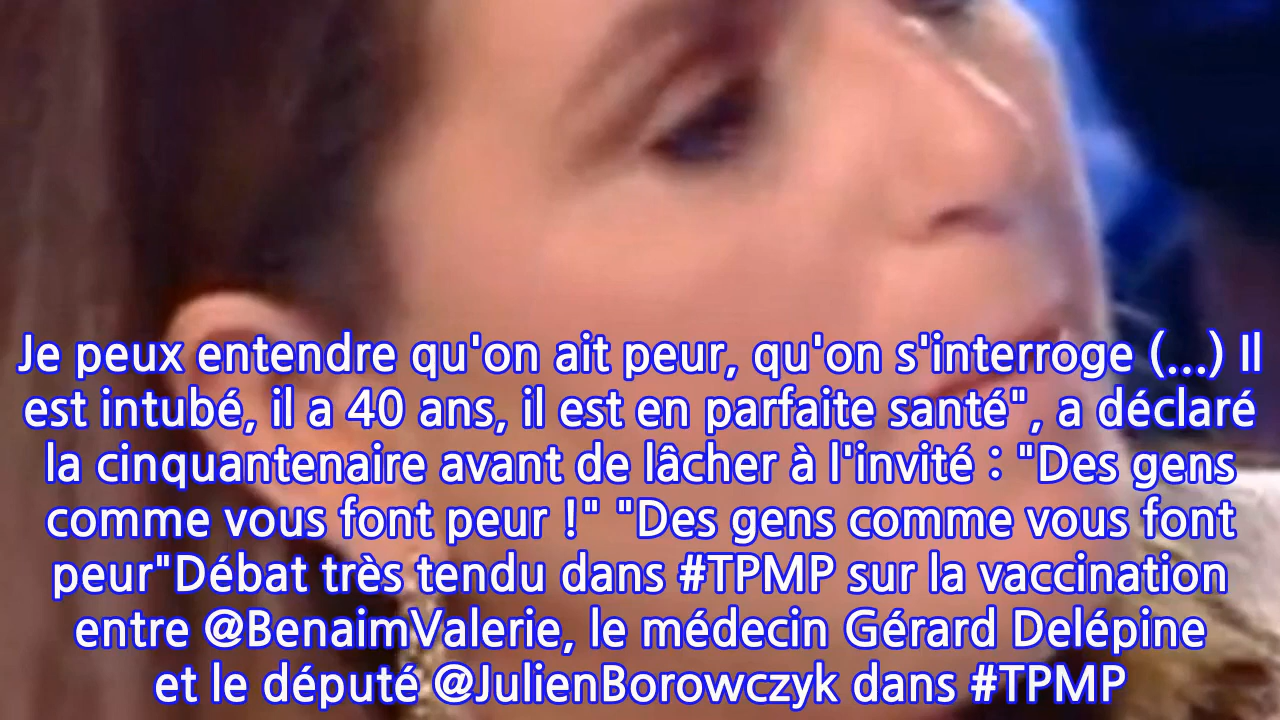 Je peux entendre qu'on ait peur, qu'on s'interroge (...) Il
est intubé, il a 40 ans, il est en parfaite santé", a déclaré
la cinquantenaire avant de lâcher à l'invité : "Des gens
comme vous font peur !" "Des gens comme vous font
peur"Débat très tendu dans #TPMP sur la vaccination
entre @BenaimValerie, le médecin Gérard Delépine
et le député @JulienBorowczyk dans #TPMP